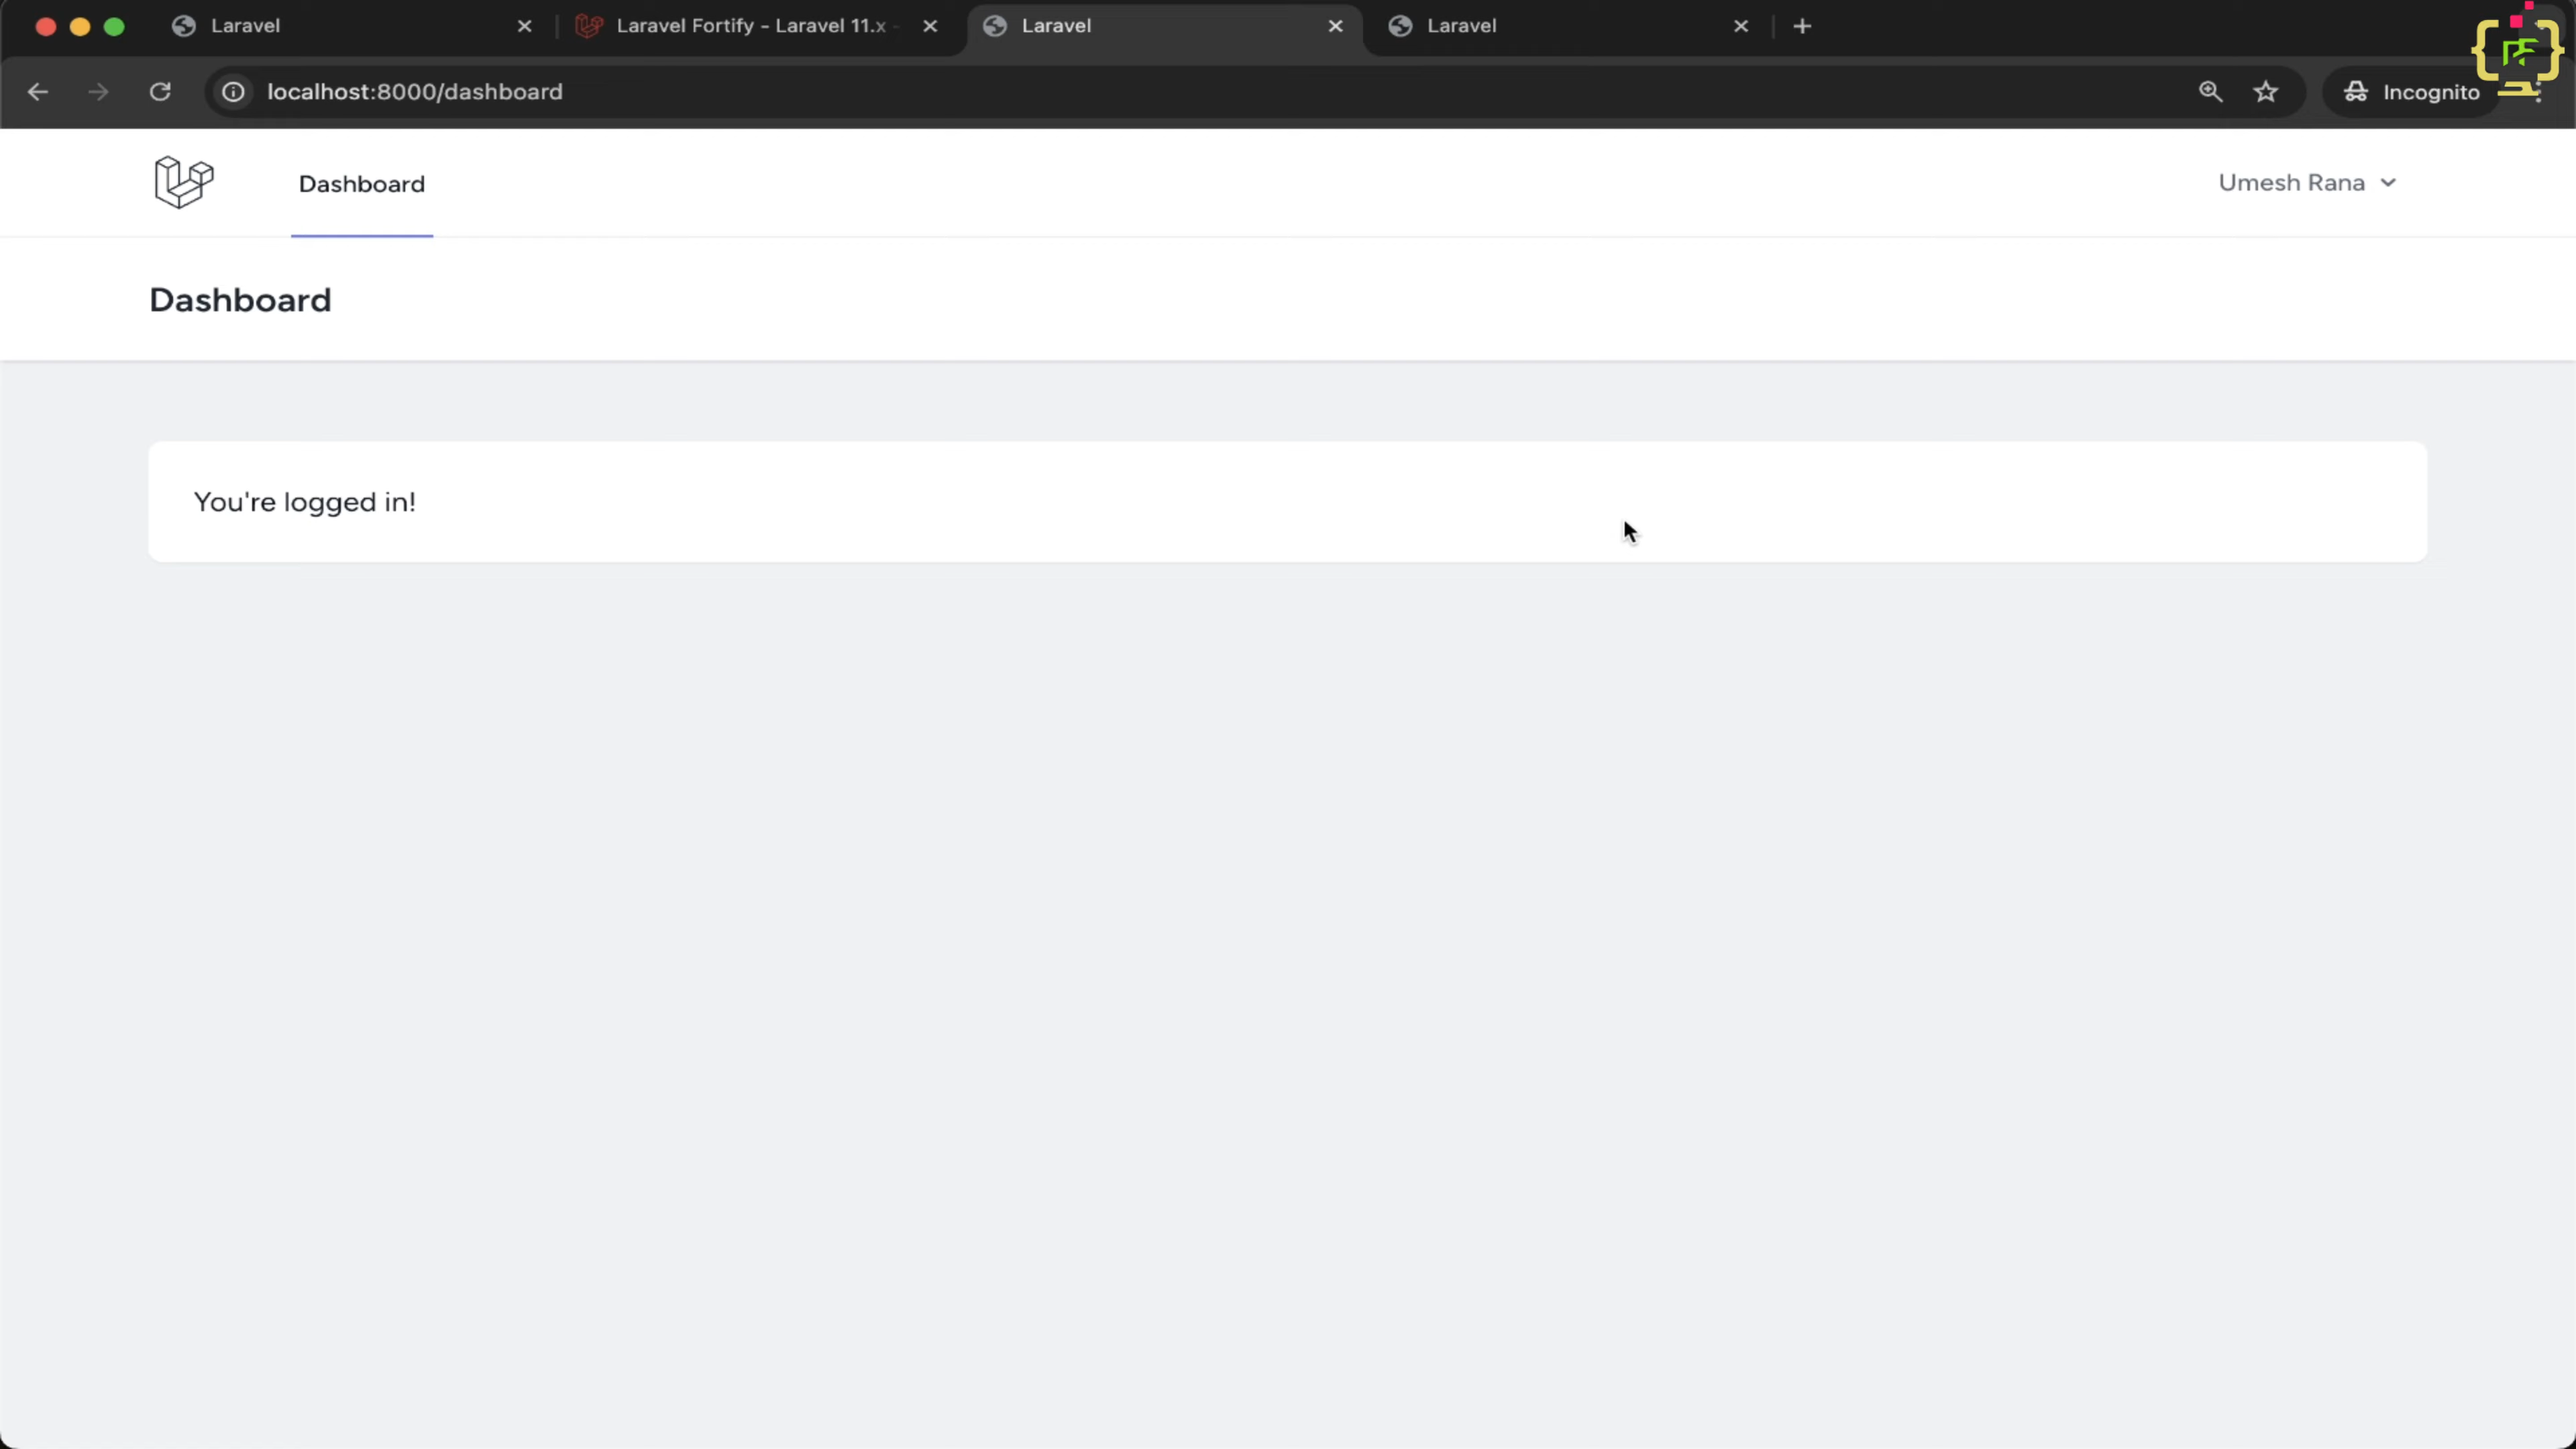 Laravel
Laravel Fortify - Laravel 11.x -
Laravel
Laravel
localhost:8000/dashboard
Incognito
Dashboard
Umesh Rana
Dashboard
You're logged in!